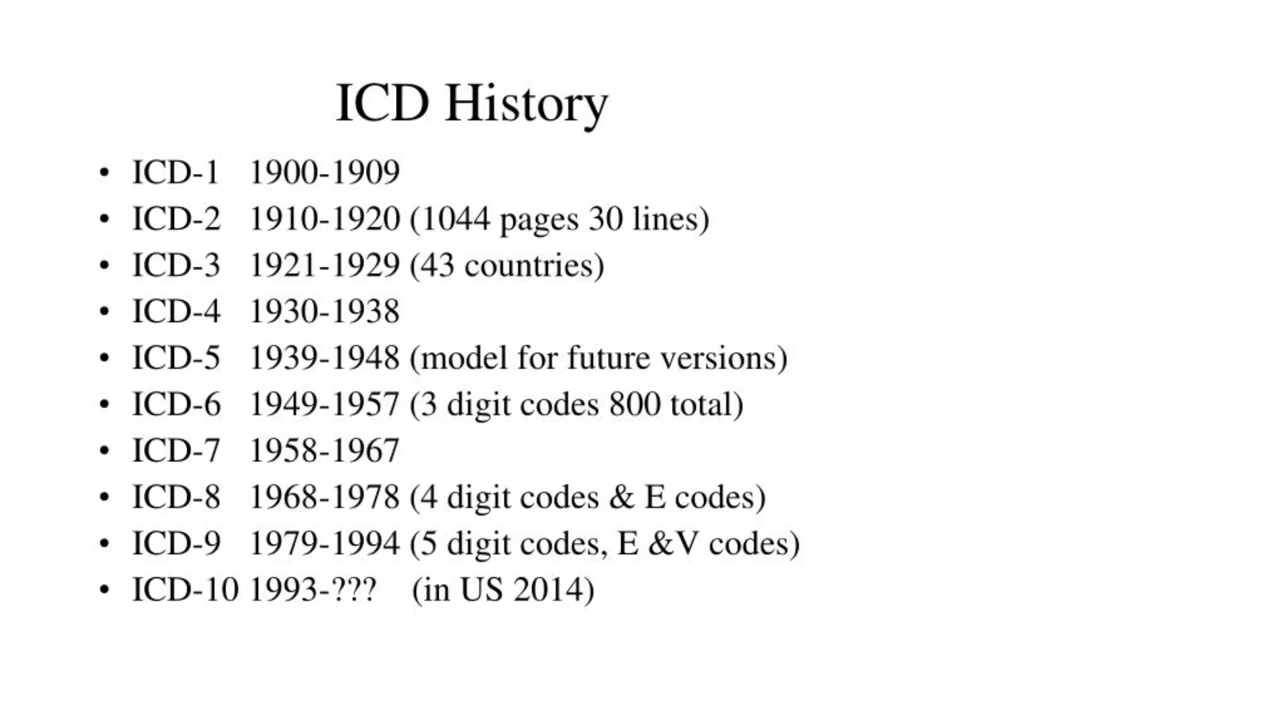 ICD History
• ICD-1 1900-1909
• ICD-2 1910-1920 (1044 pages 30 lines)
• ICD-3 1921-1929 (43 countries)
• ICD-4 1930-1938
• ICD-5 1939-1948 (model for future versions)
• ICD-6 1949-1957 (3 digit codes 800 total)
• ICD-7 1958-1967
• ICD-8 1968-1978 (4 digit codes & E codes)
• ICD-9 1979-1994 (5 digit codes, E &V codes)
• ICD-10 1993-??? (in US 2014)